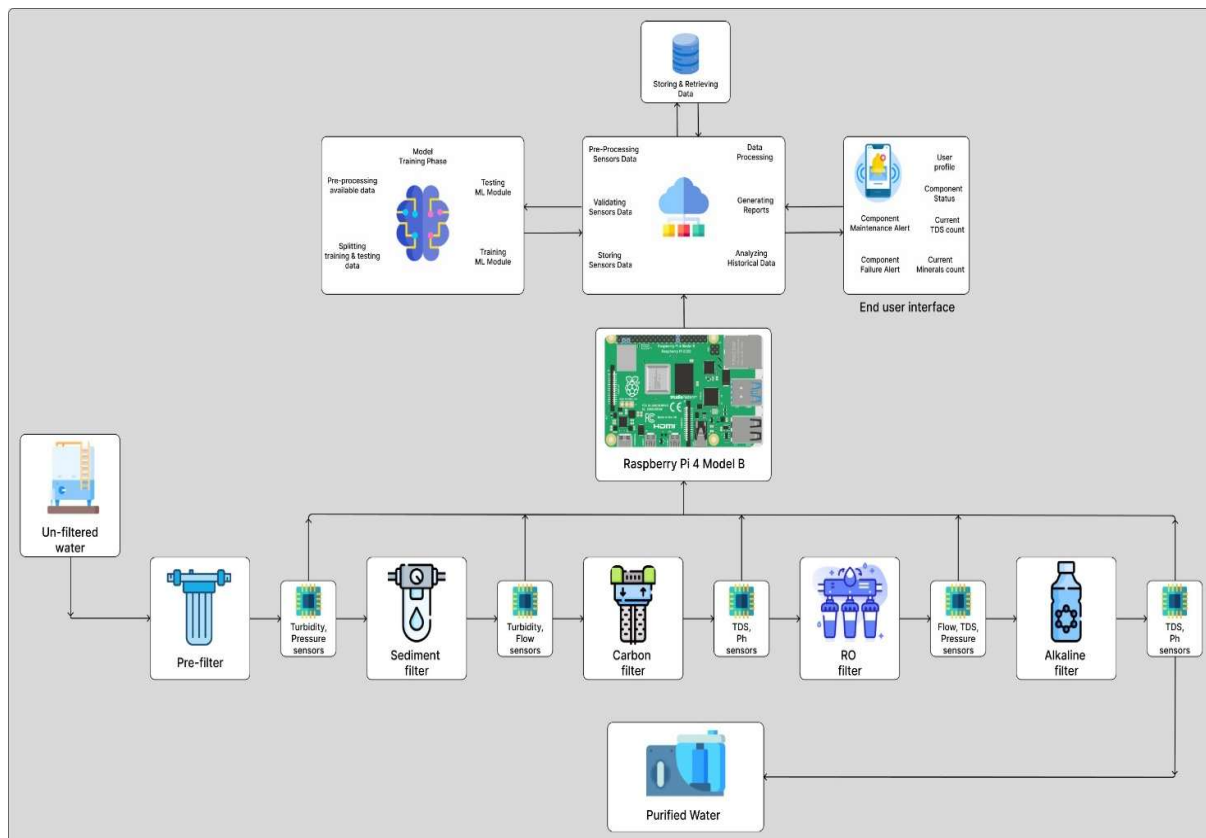 Storing & Retrieving
Data
Model
Training Phase
Pre-processing
available data
Testing
ML Module
Splitting
training & testing
data
Training
ML Module
Pre-Processing
Sensors Data
Data
Processing
Validating
Sensors Data
Generating
Reports
Storing
Sensors Data
Analyzing
Historical Data
User
profile
Component
Status
Component
Maintenance Alert
Current
TDS count
Component
Failure Alert
Current
Minerals count
End user interface
HDMI
Raspberry Pi 4 Model B
Un-filtered
water
Pre-filter
Turbidity,
Pressure
sensors
Sediment
filter
Turbidity,
Flow
sensors
Carbon
filter
TDS,
Ph
sensors
RO
filter
Flow, TDS,
Pressure
sensors
Alkaline
filter
TDS,
Ph
sensors
Purified Water